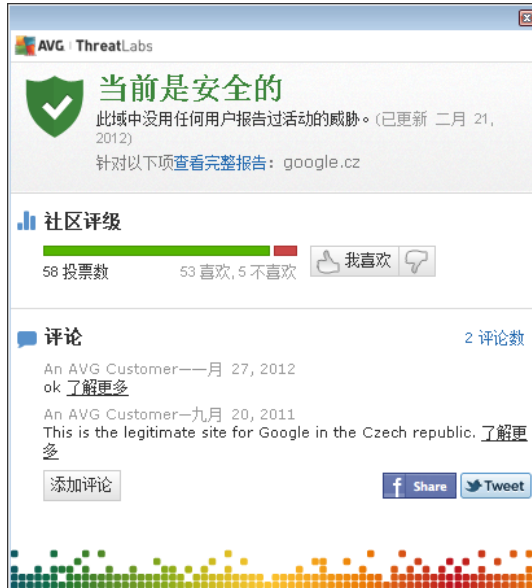 AVG ThreatLabs
当前是安全的
此域中没用任何用户报告过活动的威胁。(已更新 二月 21,
2012)
针对以下项查看完整报告: google.cz
社区评级
58 投票数
53 喜欢, 5 不喜欢
我喜欢
评论
2 评论数
An AVG Customer——月 27, 2012
ok 了解更多
An AVG Customer—九月 20, 2011
This is the legitimate site for Google in the Czech republic. 了解更
多
添加评论
f Share
Tweet